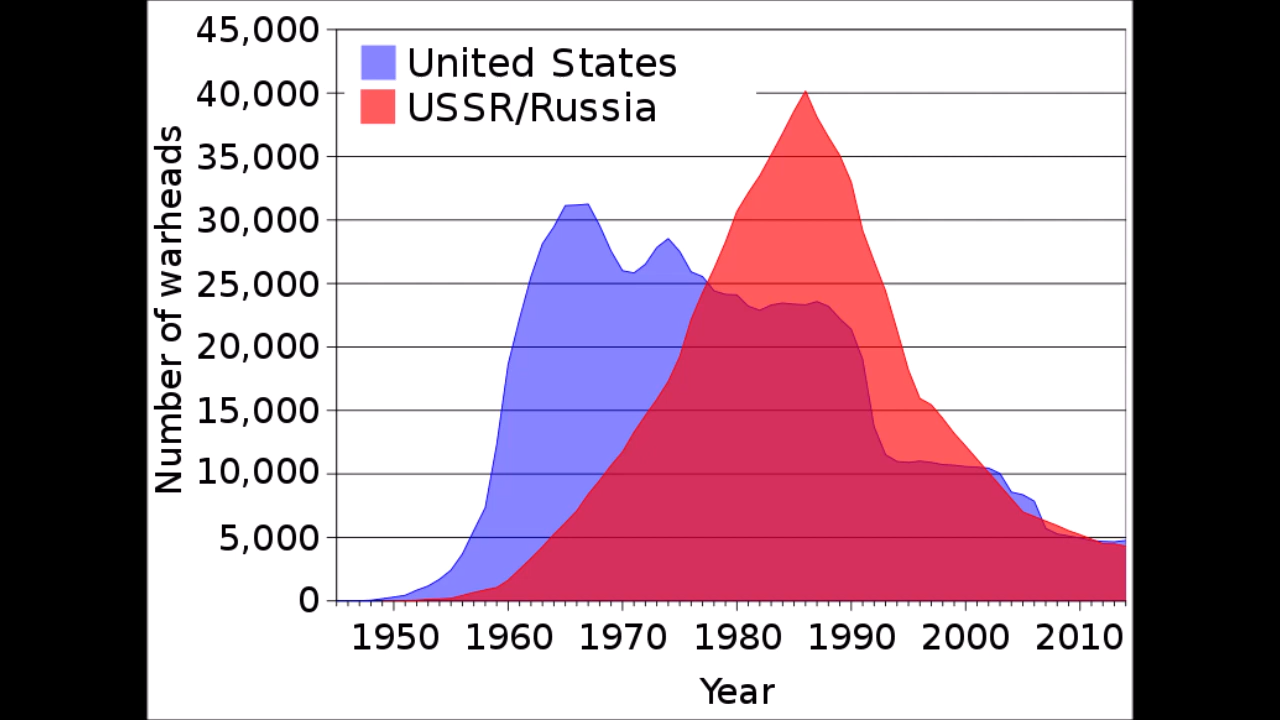 45,000
40,000
35,000
30,000
25,000
20,000
15,000
10,000
5,000
0
Number of warheads
United States
USSR/Russia
1950 1960 1970 1980 1990 2000 2010
Year